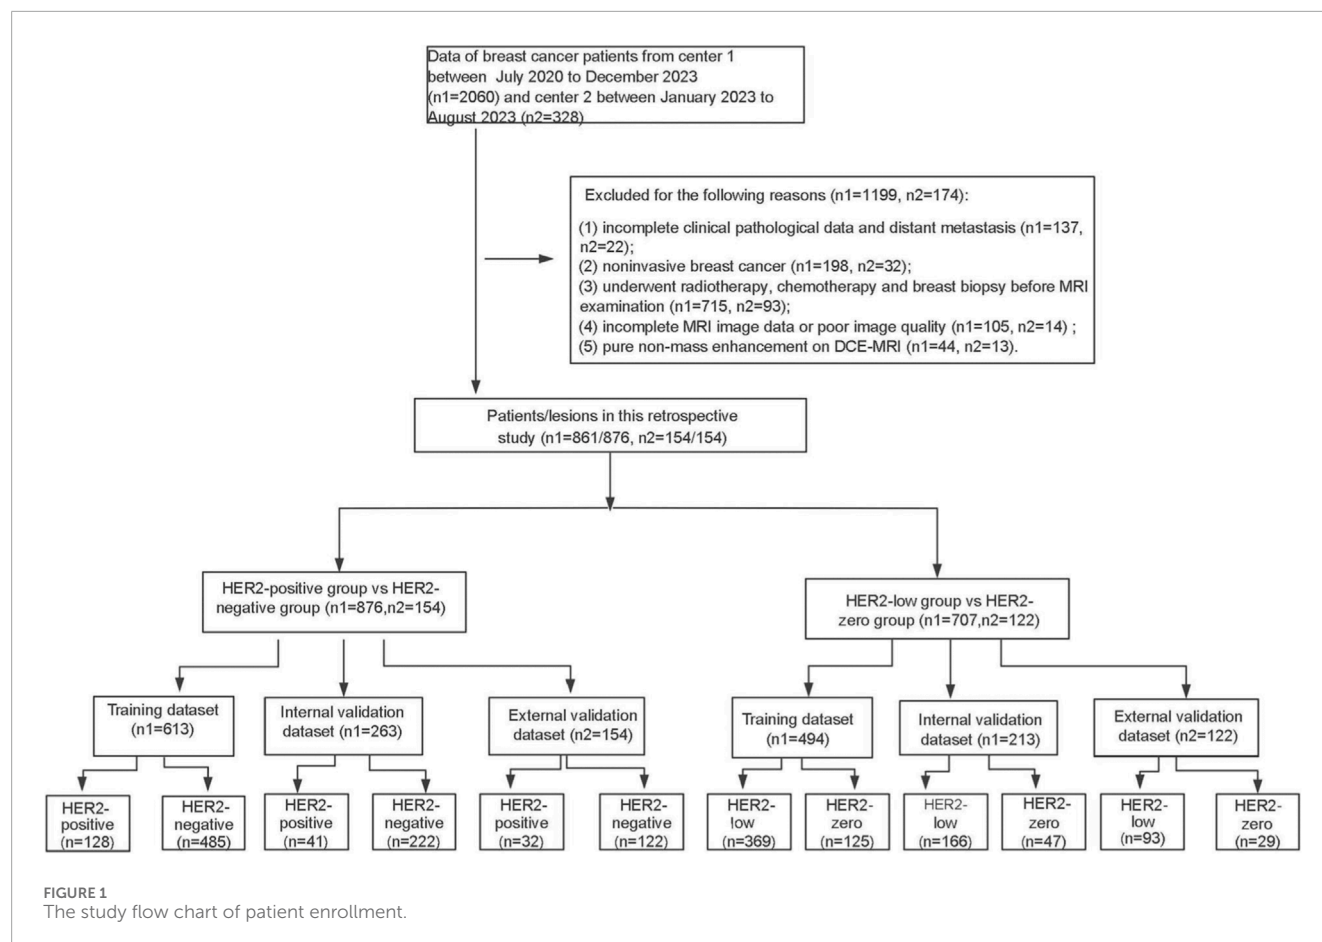 Data of breast cancer patients from center 1
between July 2020 to December 2023
(n1=2060) and center 2 between January 2023 to
August 2023 (n2=328)
Excluded for the following reasons (n1=1199, n2=174):
(1) incomplete clinical pathological data and distant metastasis (n1=137,
n2=22);
(2) noninvasive breast cancer (n1=198, n2=32);
(3) underwent radiotherapy, chemotherapy and breast biopsy before MRI
examination (n1=715, n2=93);
(4) incomplete MRI image data or poor image quality (n1=105, n2=14) ;
(5) pure non-mass enhancement on DCE-MRI (n1=44, n2=13).
Patients/lesions in this retrospective
study (n1=861/876, n2=154/154)
HER2-positive group vs HER2-
negative group (n1=876,n2=154)
HER2-low group vs HER2-
zero group (n1=707,n2=122)
Training dataset
(n1=613)
Internal validation
dataset (n1=263)
External validation
dataset (n2=154)
Training dataset
(n1=494)
Internal validation
dataset (n1=213)
External validation
dataset (n2=122)
HER2-
positive
(n=128)
HER2-
negative
(n=485)
HER2-
positive
(n=41)
HER2-
negative
(n=222)
HER2-
positive
(n=32)
HER2-
negative
(n=122)
HER2-
low
(n=369)
HER2-
zero
(n=125)
HER2-
low
(n=166)
HER2-
zero
(n=47)
HER2-
low
(n=93)
HER2-
zero
(n=29)
FIGURE 1
The study flow chart of patient enrollment.